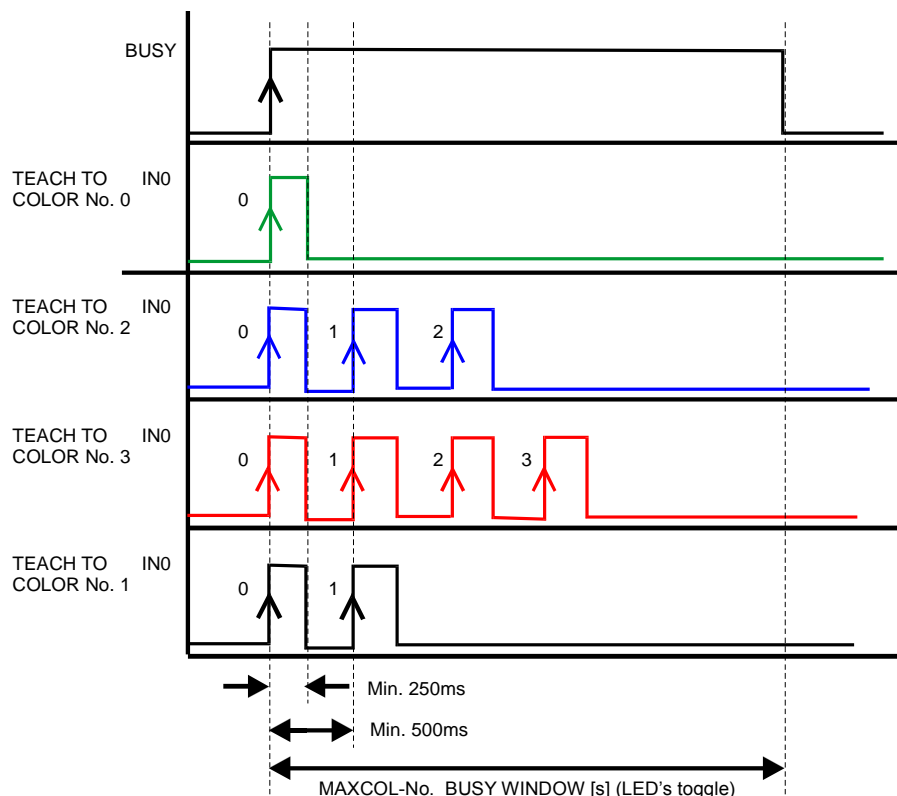 BUSY
TEACH TO IN0
COLOR No. 0
0
TEACH TO IN0
COLOR No. 2
0 1 2
TEACH TO IN0
COLOR No. 3
0 1 2 3
TEACH TO IN0
COLOR No. 1
0 1
Min. 250ms
Min. 500ms
MAXCOL-No. BUSY WINDOW [s] (LED's toggle)